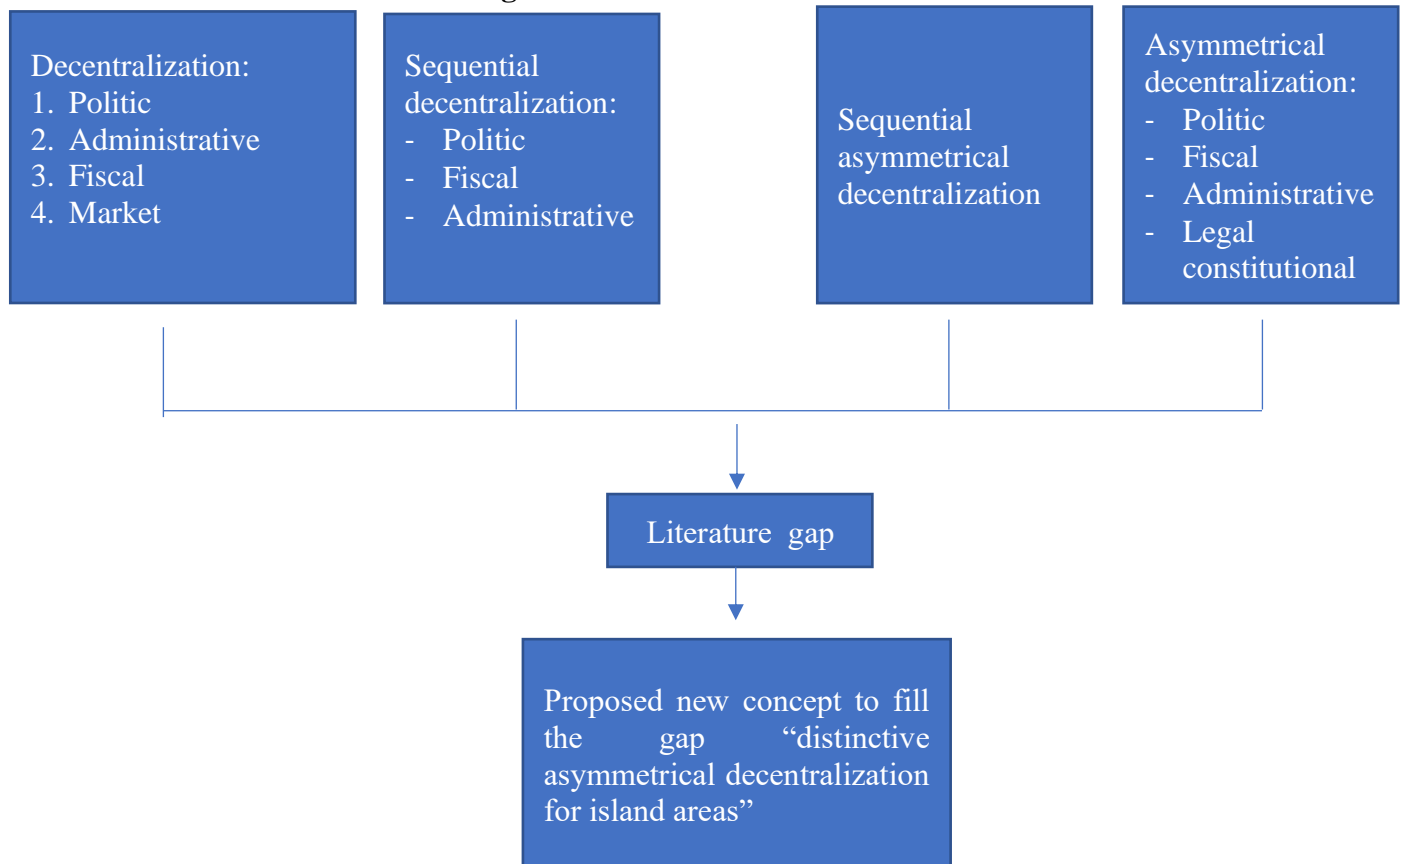 Decentralization:
1. Politic
2. Administrative
3. Fiscal
4. Market
Sequential
decentralization:
- Politic
- Fiscal
- Administrative
Sequential
asymmetrical
decentralization
Asymmetrical
decentralization:
- Politic
- Fiscal
- Administrative
- Legal
constitutional
Literature gap
Proposed new concept to fill
the gap “distinctive
asymmetrical decentralization
for island areas”